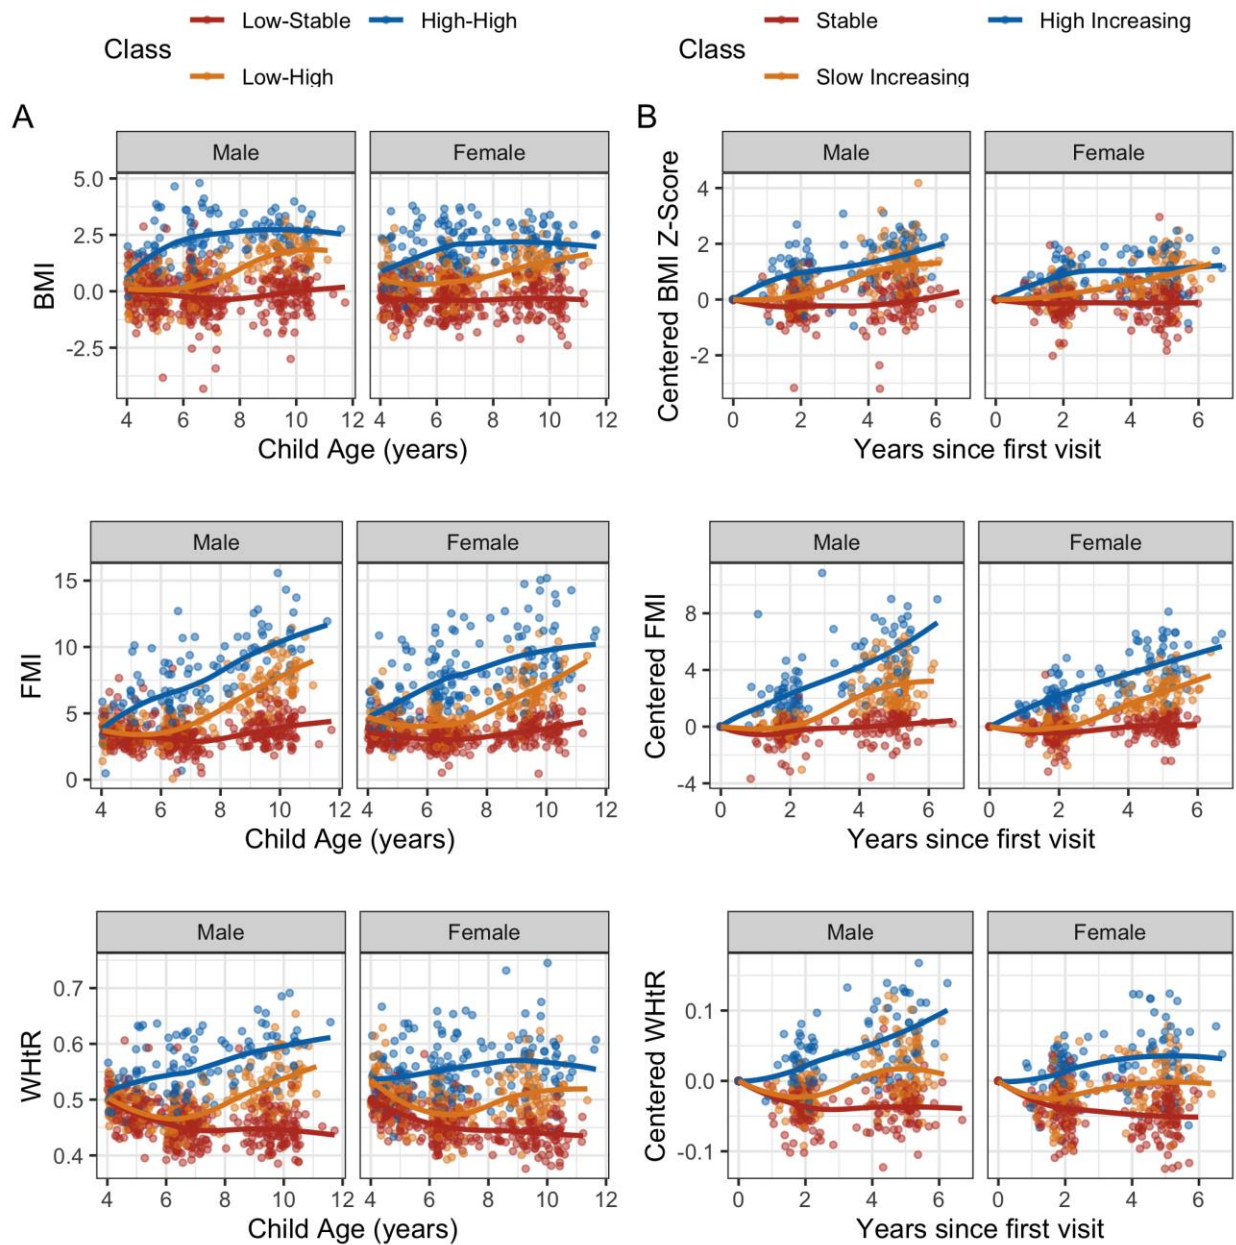 Class
Low-Stable
High-High
Low-High
Class
Stable
High Increasing
Slow Increasing
A
BMI
Male
Female
5.0
2.5
0.0
-2.5
4 6 8 10 12
4 6 8 10 12
Child Age (years)
B
Centered BMI Z-Score
Male
Female
4
2
0
-2
0 2 4 6
0 2 4 6
Years since first visit
FMI
Male
Female
15
10
5
0
4 6 8 10 12
4 6 8 10 12
Child Age (years)
Centered FMI
Male
Female
8
4
0
-4
0 2 4 6
0 2 4 6
Years since first visit
WHtR
Male
Female
0.7
0.6
0.5
0.4
4 6 8 10 12
4 6 8 10 12
Child Age (years)
Centered WHtR
Male
Female
0.1
0.0
-0.1
0 2 4 6
0 2 4 6
Years since first visit